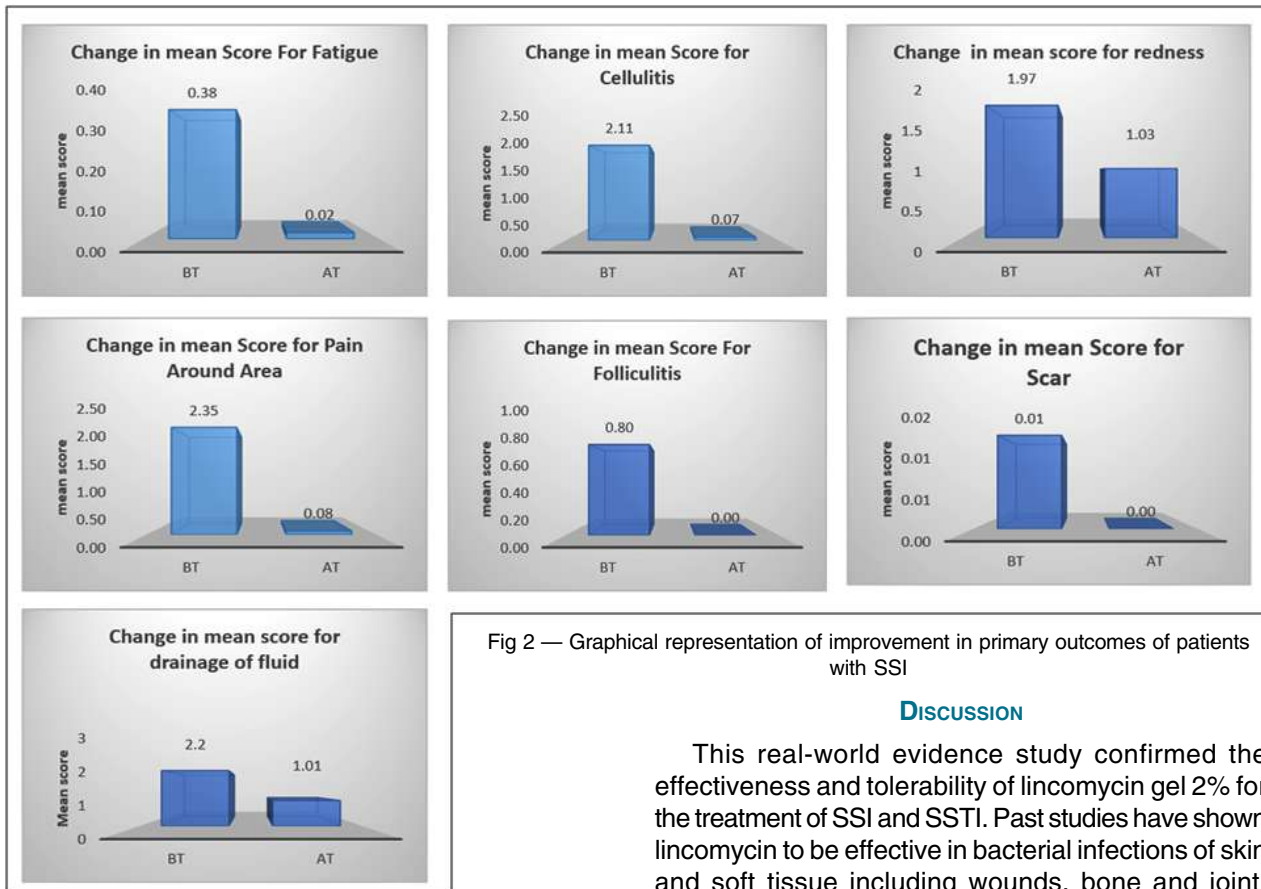 Change in mean Score For Fatigue
mean score
0.40
0.30
0.20
0.10
0.00
0.38
0.02
BT
AT
Change in mean Score for
Cellulitis
mean score
2.50
2.00
1.50
1.00
0.50
0.00
2.11
0.07
BT
AT
Change in mean score for redness
mean score
2
1.5
1
0.5
0
1.97
1.03
BT
AT
Change in mean Score for Pain
Around Area
mean score
2.50
2.00
1.50
1.00
0.50
0.00
2.35
0.08
BT
AT
Change in mean Score For
Folliculitis
mean score
1.00
0.80
0.60
0.40
0.20
0.00
0.80
0.00
BT
AT
Change in mean Score for
Scar
mean score
0.02
0.01
0.01
0.00
0.01
0.00
BT
AT
Change in mean score for
drainage of fluid
Mean score
3
2
1
0
2.2
1.01
BT
AT
Fig 2 — Graphical representation of improvement in primary outcomes of patients
with SSI
DISCUSSION
This real-world evidence study confirmed the
effectiveness and tolerability of lincomycin gel 2% for
the treatment of SSI and SSTI. Past studies have shown
lincomycin to be effective in bacterial infections of skin
and soft tissue including wounds, bone and joint